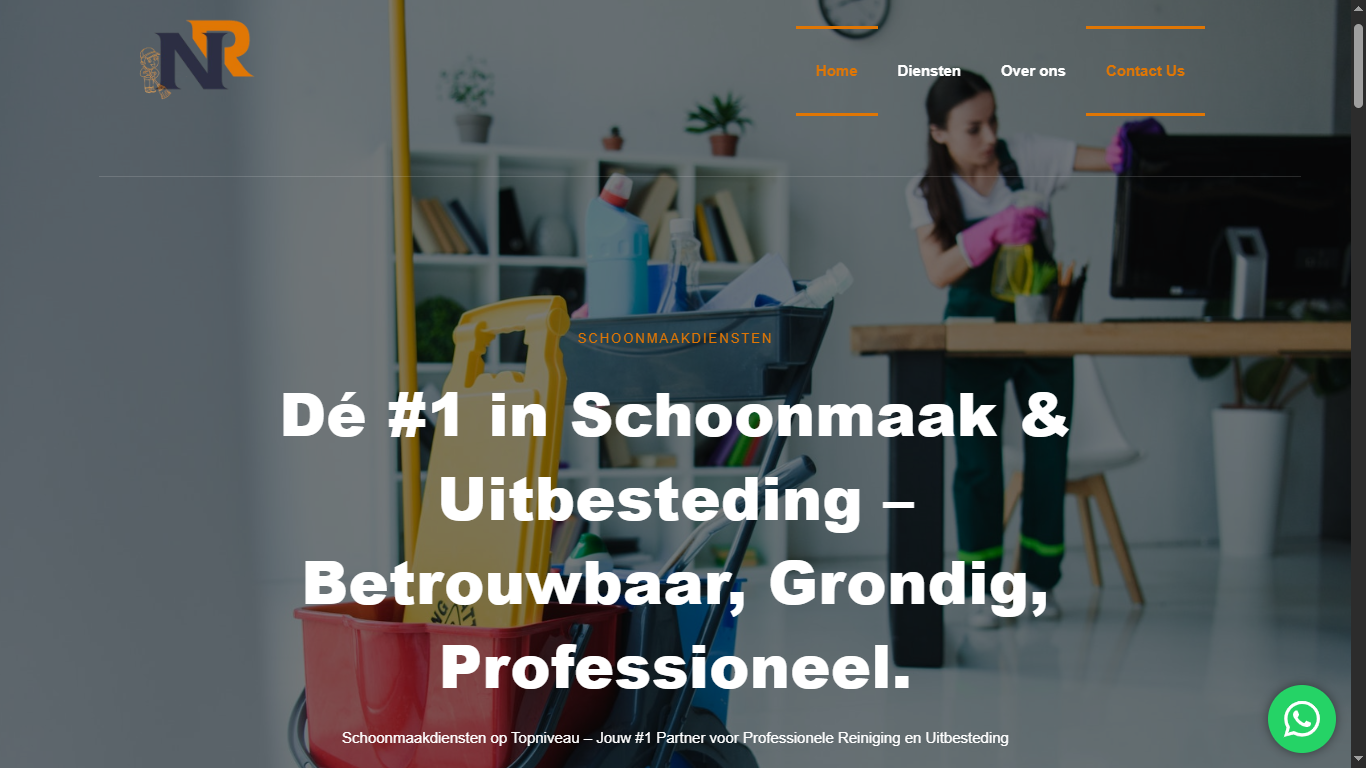 NR
Home Diensten Over ons Contact Us
SCHOONMAAKDIENSTEN
Dé #1 in Schoonmaak &
Uitbesteding –
Betrouwbaar, Grondig,
Professioneel.
Schoonmaakdiensten op Topniveau – Jouw #1 Partner voor Professionele Reiniging en Uitbesteding